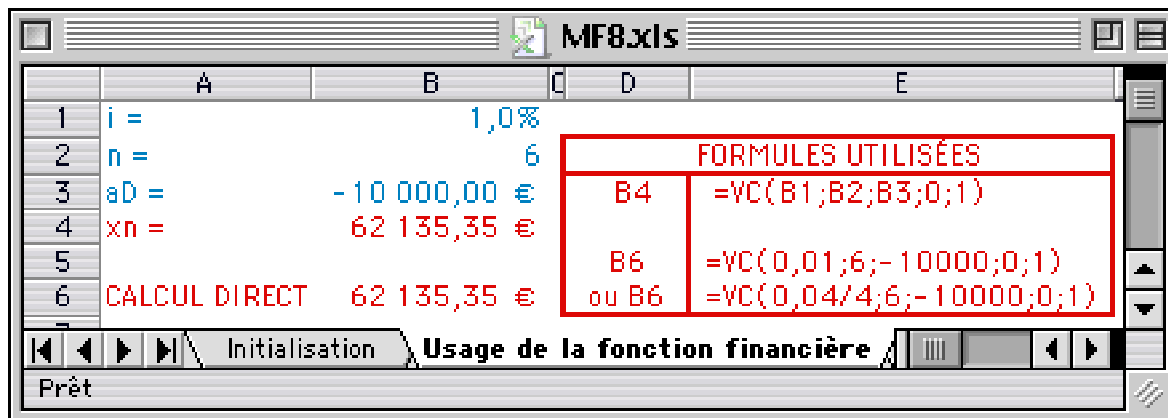 MF8.xls
A B C D E
1 i = 1,0%
2 n = 6 FORMULES UTILISÉES
3 aD = -10 000,00 € B4 =VC(B1;B2;B3;0;1)
4 xn = 62 135,35 €
5 B6 =VC(0,01;6;-10000;0;1)
6 CALCUL DIRECT 62 135,35 € ou B6 =VC(0,04/4;6;-10000;0;1)
Initialisation Usage de la fonction financière
Prêt